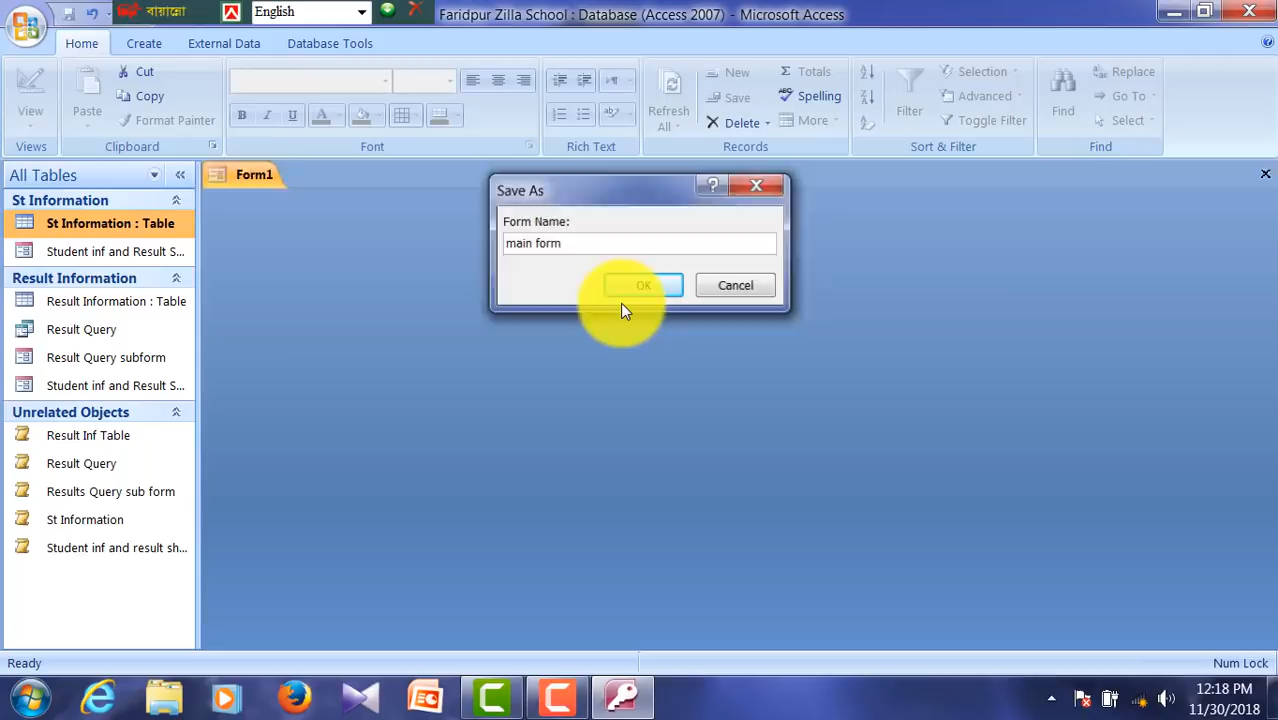 বায়ান্নো
English
Faridpur Zilla School : Database (Access 2007) - Microsoft Access
Home
Create
External Data
Database Tools
View
Views
Paste
Cut
Copy
Format Painter
Clipboard
B I U A
Font
Rich Text
Refresh All
New
Save
Delete
Totals
Spelling
More
Records
Filter
Selection
Advanced
Toggle Filter
Sort & Filter
Find
Replace
Go To
Select
Find
All Tables
St Information
St Information : Table
Student inf and Result S...
Result Information
Result Information : Table
Result Query
Result Query subform
Student inf and Result S...
Unrelated Objects
Result Inf Table
Result Query
Results Query sub form
St Information
Student inf and result sh...
Form1
Save As
Form Name:
main form
OK
Cancel
Ready
Num Lock
12:18 PM
11/30/2018